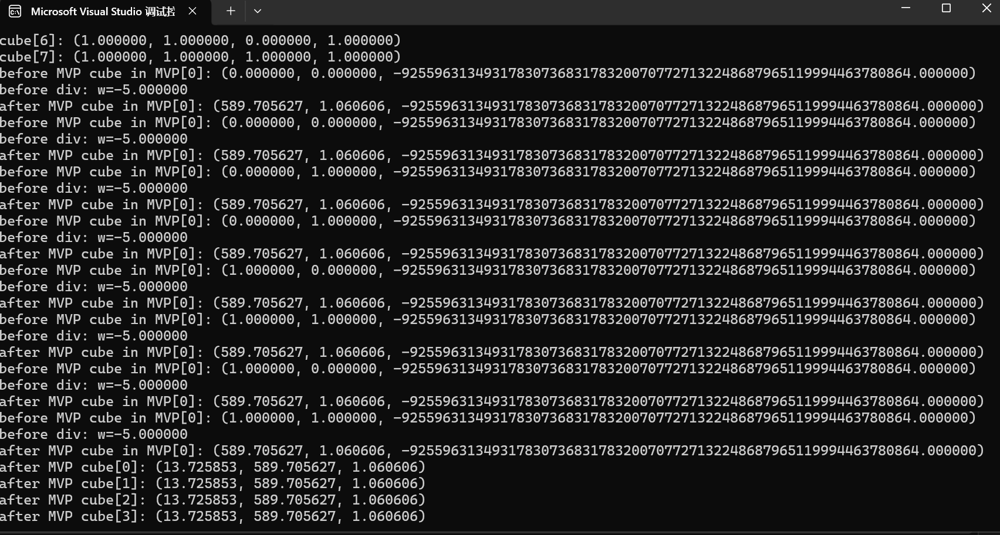 Microsoft Visual Studio 调试控
cube[6]: (1.000000, 1.000000, 0.000000, 1.000000)
cube[7]: (1.000000, 1.000000, 1.000000, 1.000000)
before MVP cube in MVP[0]: (0.000000, 0.000000, -92559631349317830736831783200707727132248687965119994463780864.000000)
before div: w=-5.000000
after MVP cube in MVP[0]: (589.705627, 1.060606, -92559631349317830736831783200707727132248687965119994463780864.000000)
before MVP cube in MVP[0]: (0.000000, 0.000000, -92559631349317830736831783200707727132248687965119994463780864.000000)
before div: w=-5.000000
after MVP cube in MVP[0]: (589.705627, 1.060606, -92559631349317830736831783200707727132248687965119994463780864.000000)
before MVP cube in MVP[0]: (0.000000, 1.000000, -92559631349317830736831783200707727132248687965119994463780864.000000)
before div: w=-5.000000
after MVP cube in MVP[0]: (589.705627, 1.060606, -92559631349317830736831783200707727132248687965119994463780864.000000)
before MVP cube in MVP[0]: (0.000000, 1.000000, -92559631349317830736831783200707727132248687965119994463780864.000000)
before div: w=-5.000000
after MVP cube in MVP[0]: (589.705627, 1.060606, -92559631349317830736831783200707727132248687965119994463780864.000000)
before MVP cube in MVP[0]: (1.000000, 0.000000, -92559631349317830736831783200707727132248687965119994463780864.000000)
before div: w=-5.000000
after MVP cube in MVP[0]: (589.705627, 1.060606, -92559631349317830736831783200707727132248687965119994463780864.000000)
before MVP cube in MVP[0]: (1.000000, 1.000000, -92559631349317830736831783200707727132248687965119994463780864.000000)
before div: w=-5.000000
after MVP cube in MVP[0]: (589.705627, 1.060606, -92559631349317830736831783200707727132248687965119994463780864.000000)
before MVP cube in MVP[0]: (1.000000, 0.000000, -92559631349317830736831783200707727132248687965119994463780864.000000)
before div: w=-5.000000
after MVP cube in MVP[0]: (589.705627, 1.060606, -92559631349317830736831783200707727132248687965119994463780864.000000)
before MVP cube in MVP[0]: (1.000000, 1.000000, -92559631349317830736831783200707727132248687965119994463780864.000000)
before div: w=-5.000000
after MVP cube in MVP[0]: (589.705627, 1.060606, -92559631349317830736831783200707727132248687965119994463780864.000000)
after MVP cube[0]: (13.725853, 589.705627, 1.060606)
after MVP cube[1]: (13.725853, 589.705627, 1.060606)
after MVP cube[2]: (13.725853, 589.705627, 1.060606)
after MVP cube[3]: (13.725853, 589.705627, 1.060606)